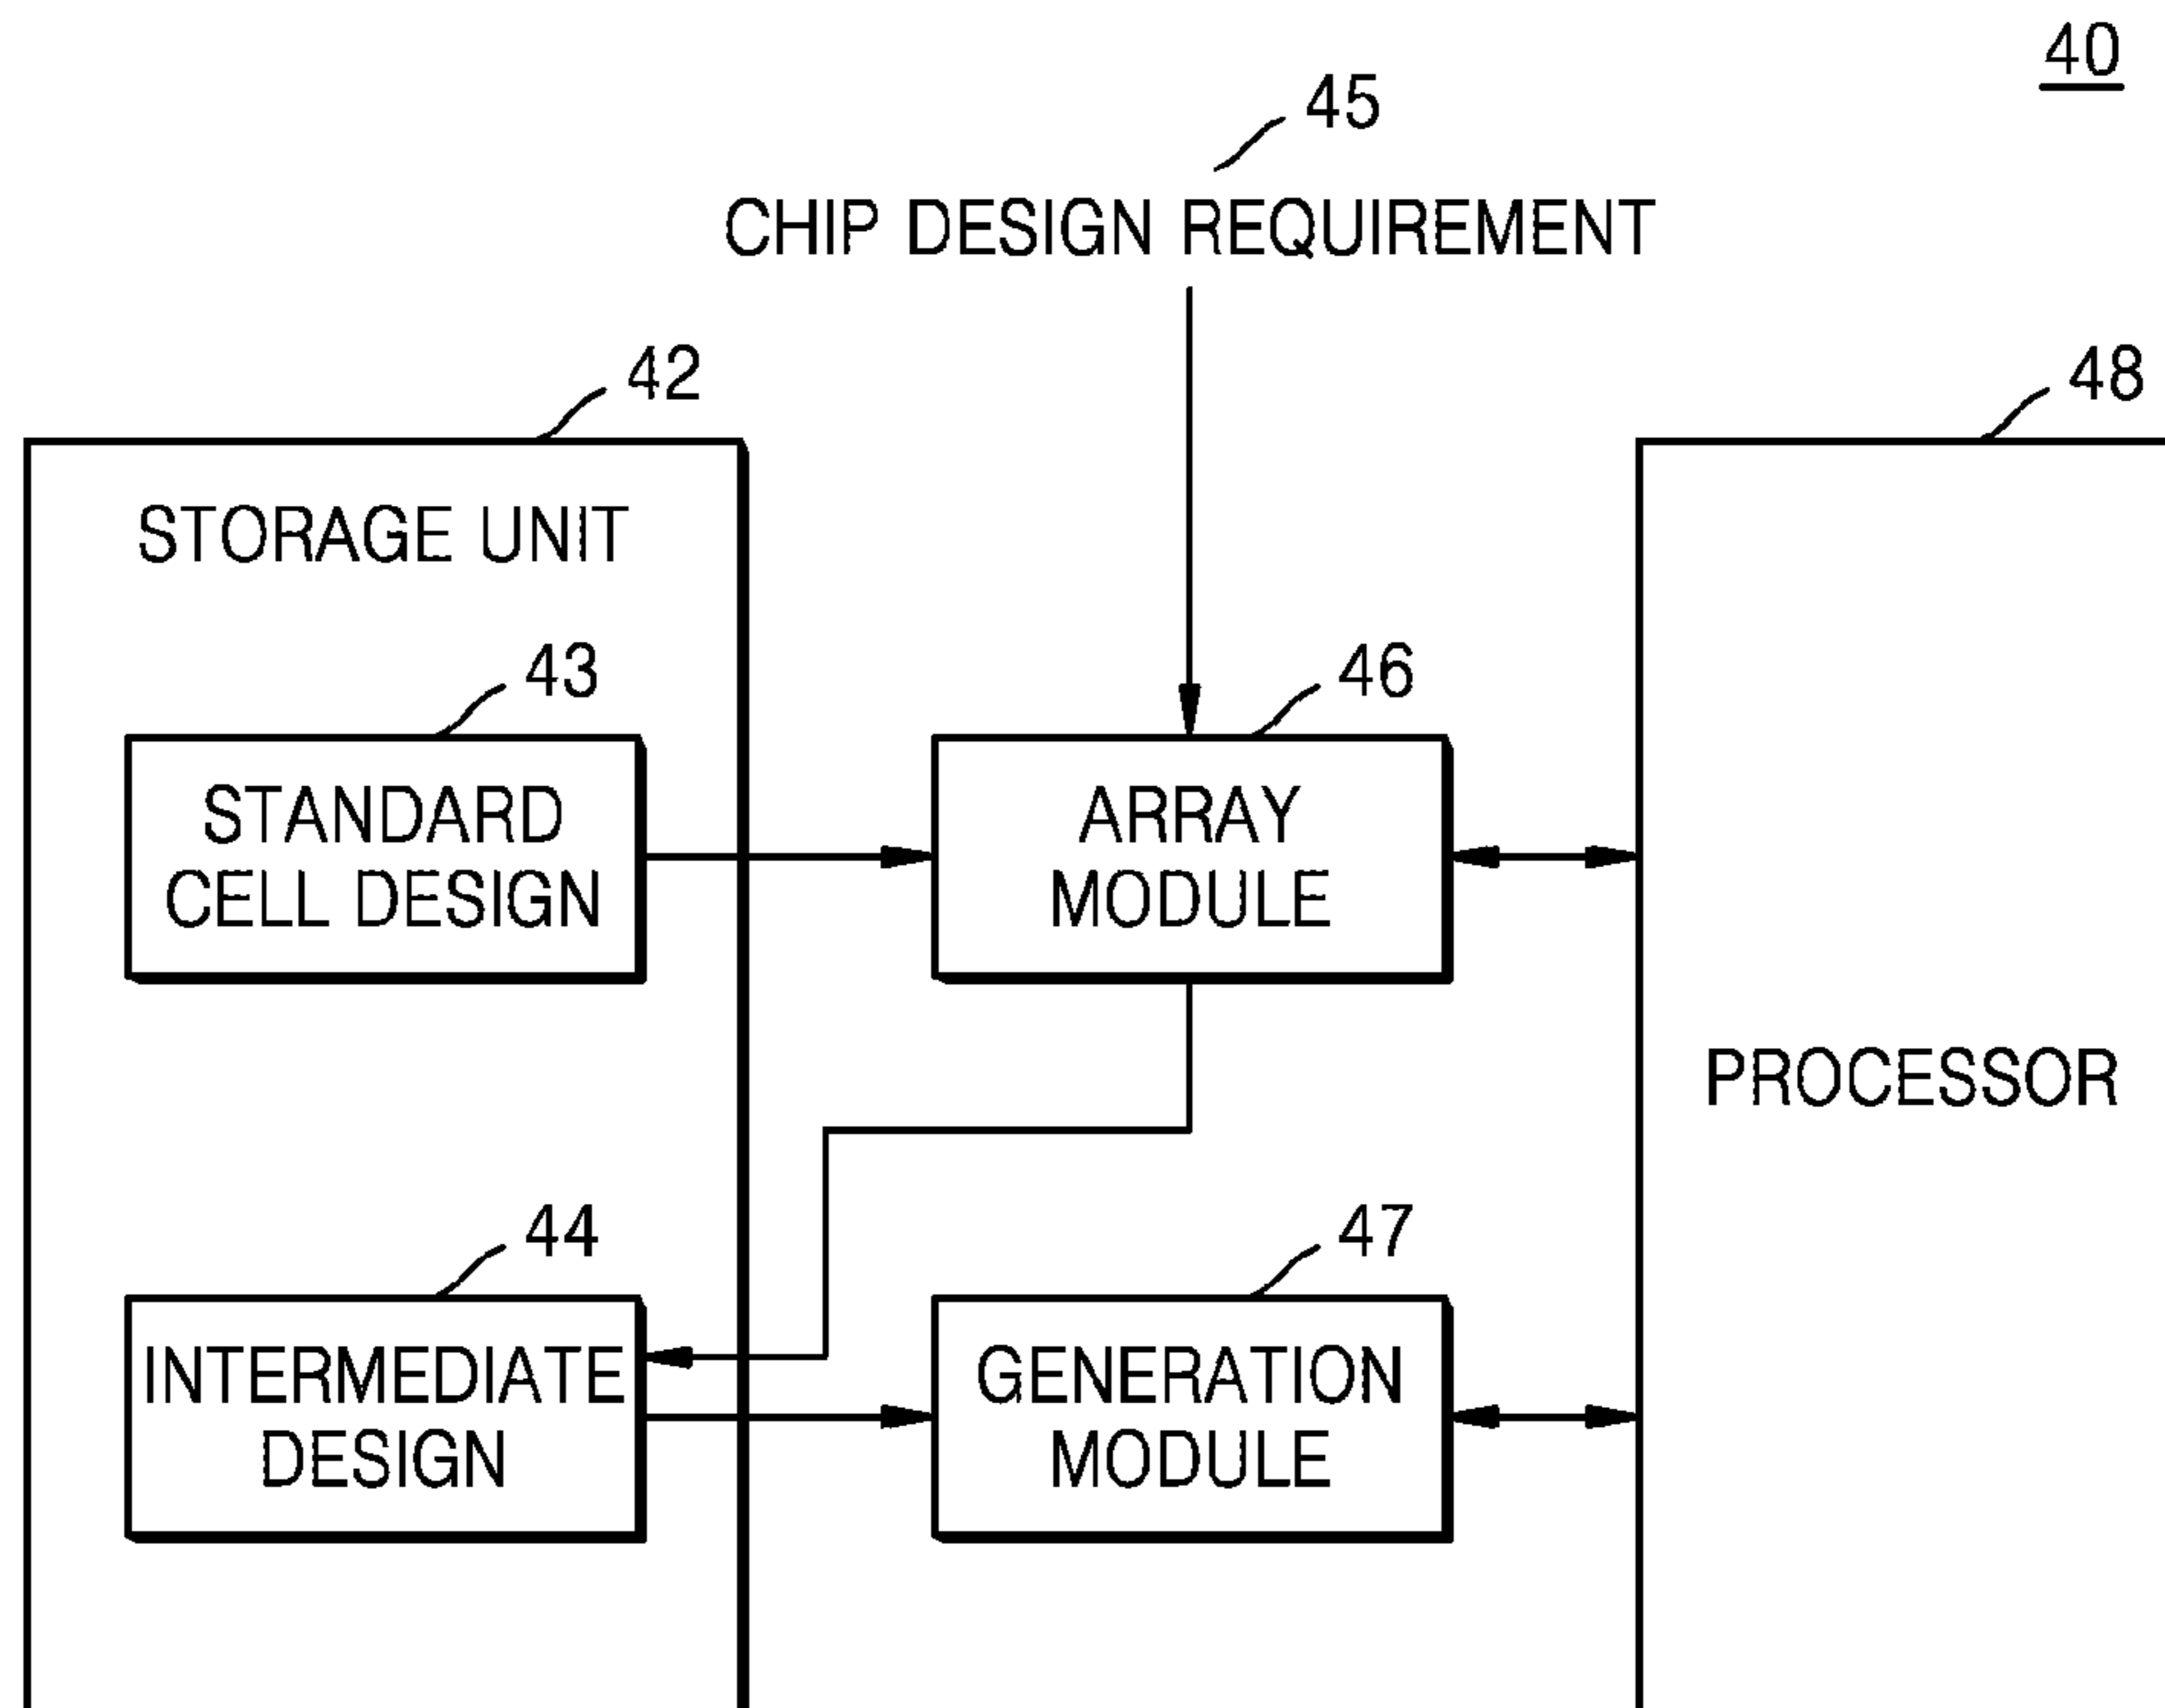 40
45
CHIP DESIGN REQUIREMENT
42
48
STORAGE UNIT
43
46
STANDARD
CELL DESIGN
ARRAY
MODULE
PROCESSOR
44
47
INTERMEDIATE
DESIGN
GENERATION
MODULE